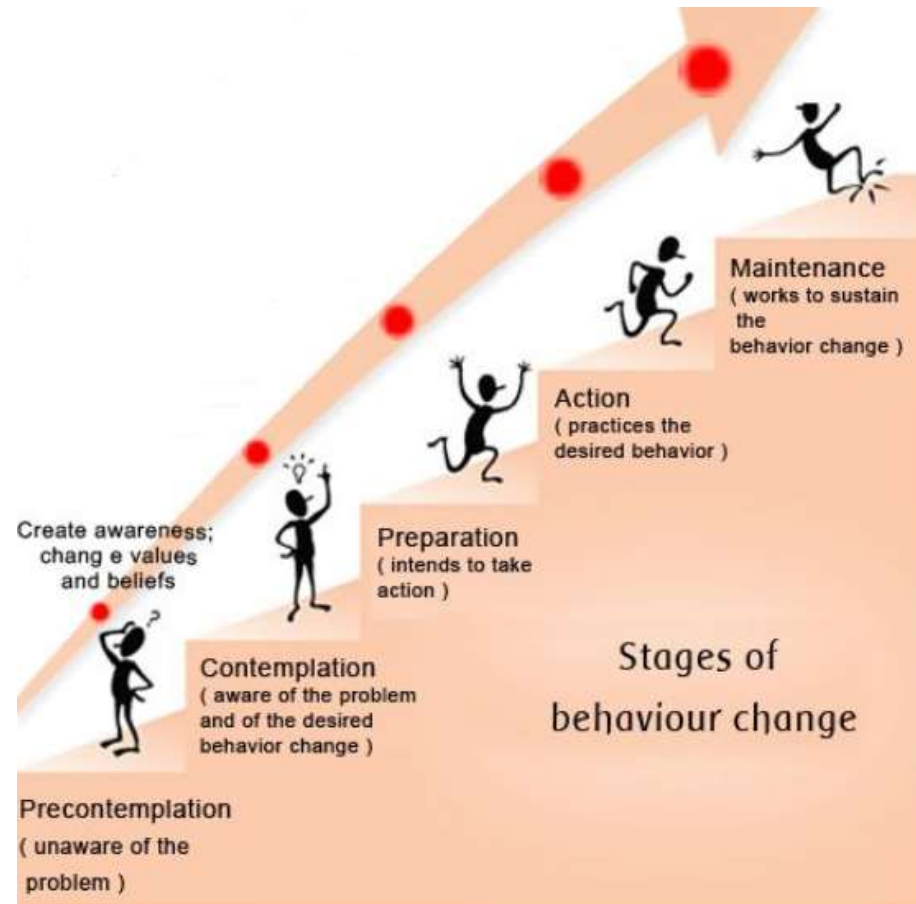 Create awareness;
chang e values
and beliefs
Precontemplation
( unaware of the
problem )
Contemplation
( aware of the problem
and of the desired
behavior change )
Preparation
( intends to take
action )
Action
( practices the
desired behavior )
Maintenance
( works to sustain
the
behavior change )
Stages of
behaviour change
?